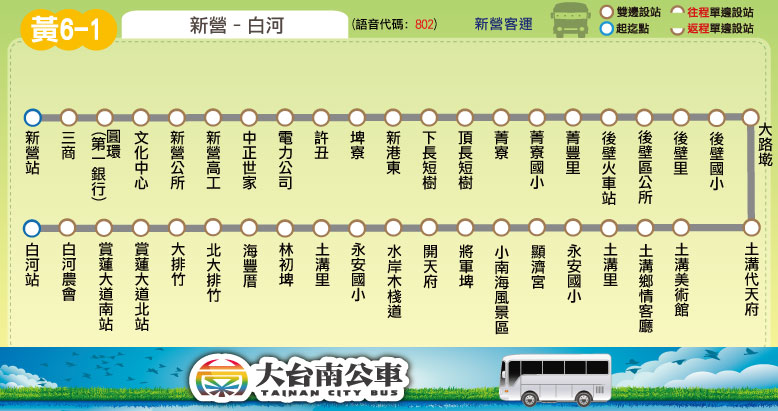 黃6-1
新營 - 白河
(語音代碼: 802)
新營客運
雙邊設站
起迄點
往程單邊設站
返程單邊設站
新營站
三商
圓環
(第一銀行)
文化中心
新營公所
新營高工
中正世家
電力公司
許丑
埤寮
新港東
下長短樹
頂長短樹
菁寮
菁寮國小
菁豐里
後壁火車站
後壁區公所
後壁里
後壁國小
大路墘
白河站
白河農會
賞蓮大道南站
賞蓮大道北站
大排竹
北大排竹
海豐厝
林初埤
土溝里
永安國小
水岸木棧道
開天府
將軍埤
小南海風景區
顯濟宮
永安國小
土溝里
土溝鄉情客廳
土溝美術館
土溝代天府
大台南公車
TAINAN CITY BUS